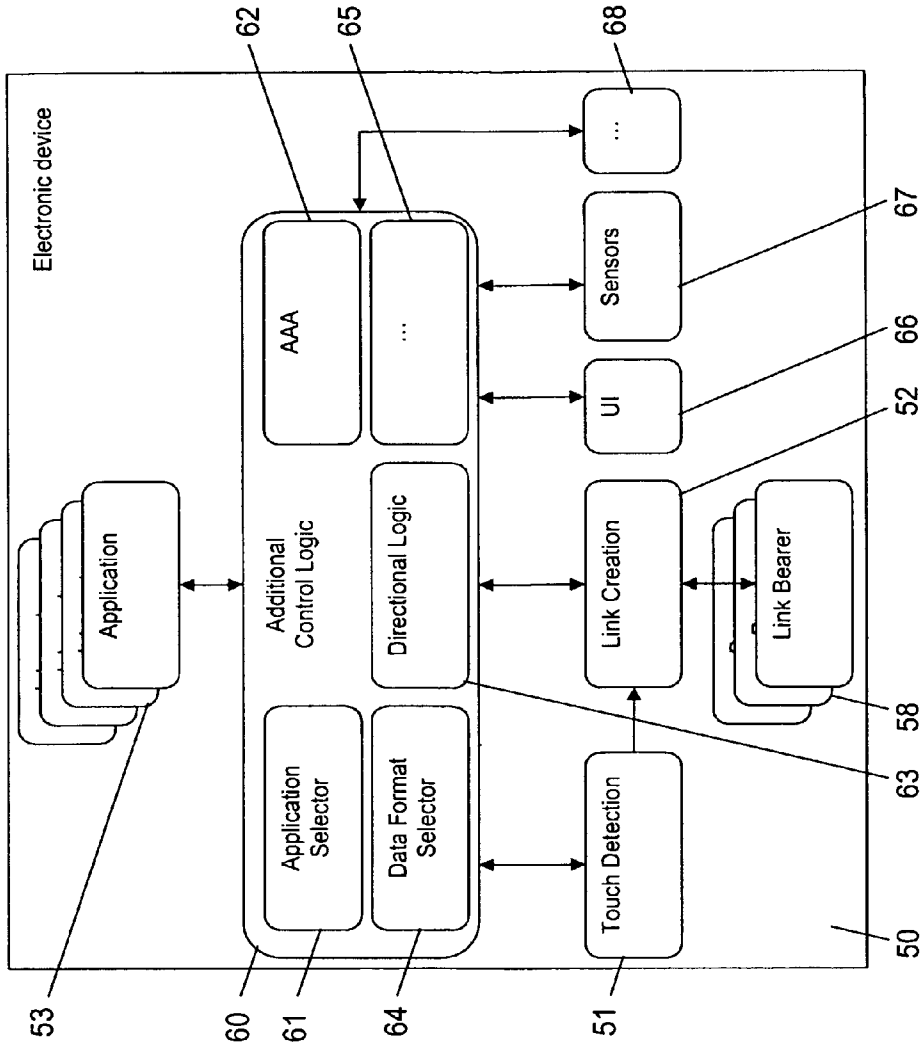 Electronic device
Application
53
Additional
Control Logic
60
Application
Selector
61
AAA
62
Data Format
Selector
64
Directional Logic
63
...
65
Touch Detection
51
Link Creation
52
UI
66
Sensors
67
...
68
Link Bearer
58
50